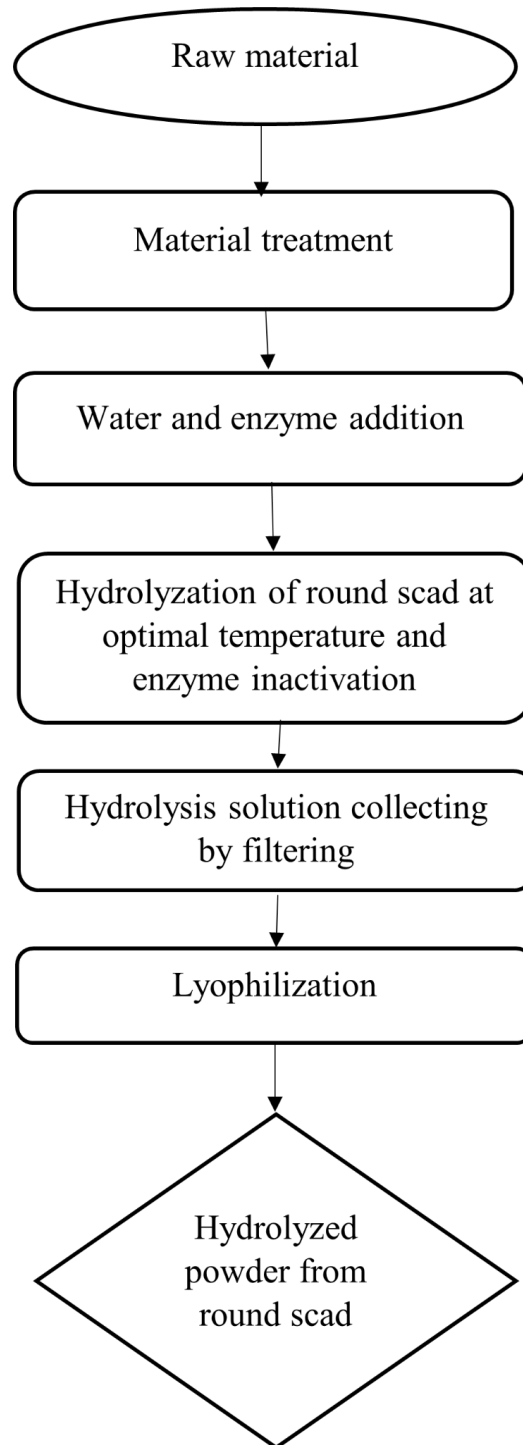 Raw material
Material treatment
Water and enzyme addition
Hydrolyzation of round scad at
optimal temperature and
enzyme inactivation
Hydrolysis solution collecting
by filtering
Lyophilization
Hydrolyzed
powder from
round scad